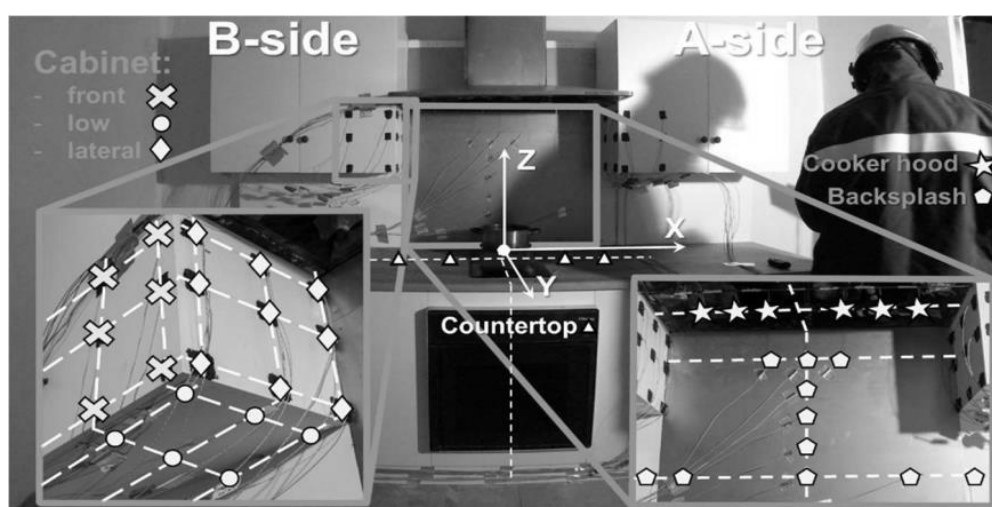 B-side
A-side
Cabinet:
- front
- low
- lateral
Z
X
Y
Cooker hood
Backsplash
Countertop